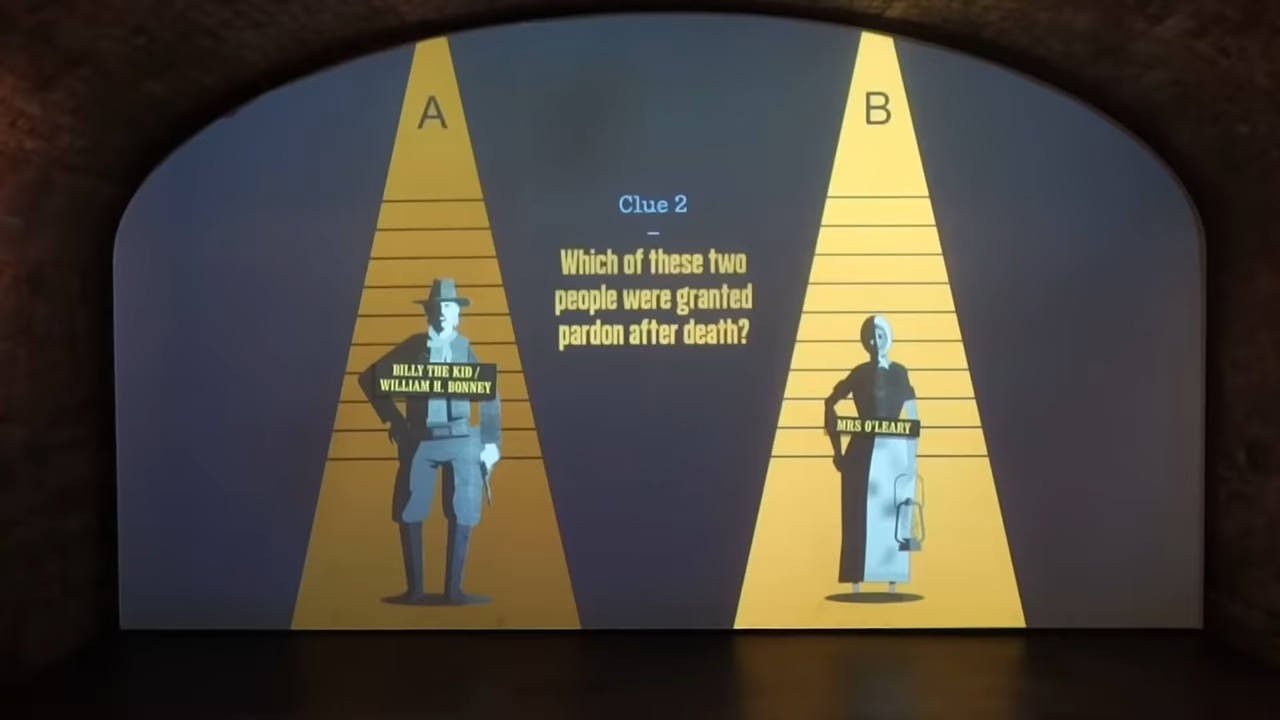 A
BILLY THE KID /
WILLIAM H. BONNEY
Clue 2
Which of these two
people were granted
pardon after death?
B
MRS O'LEARY